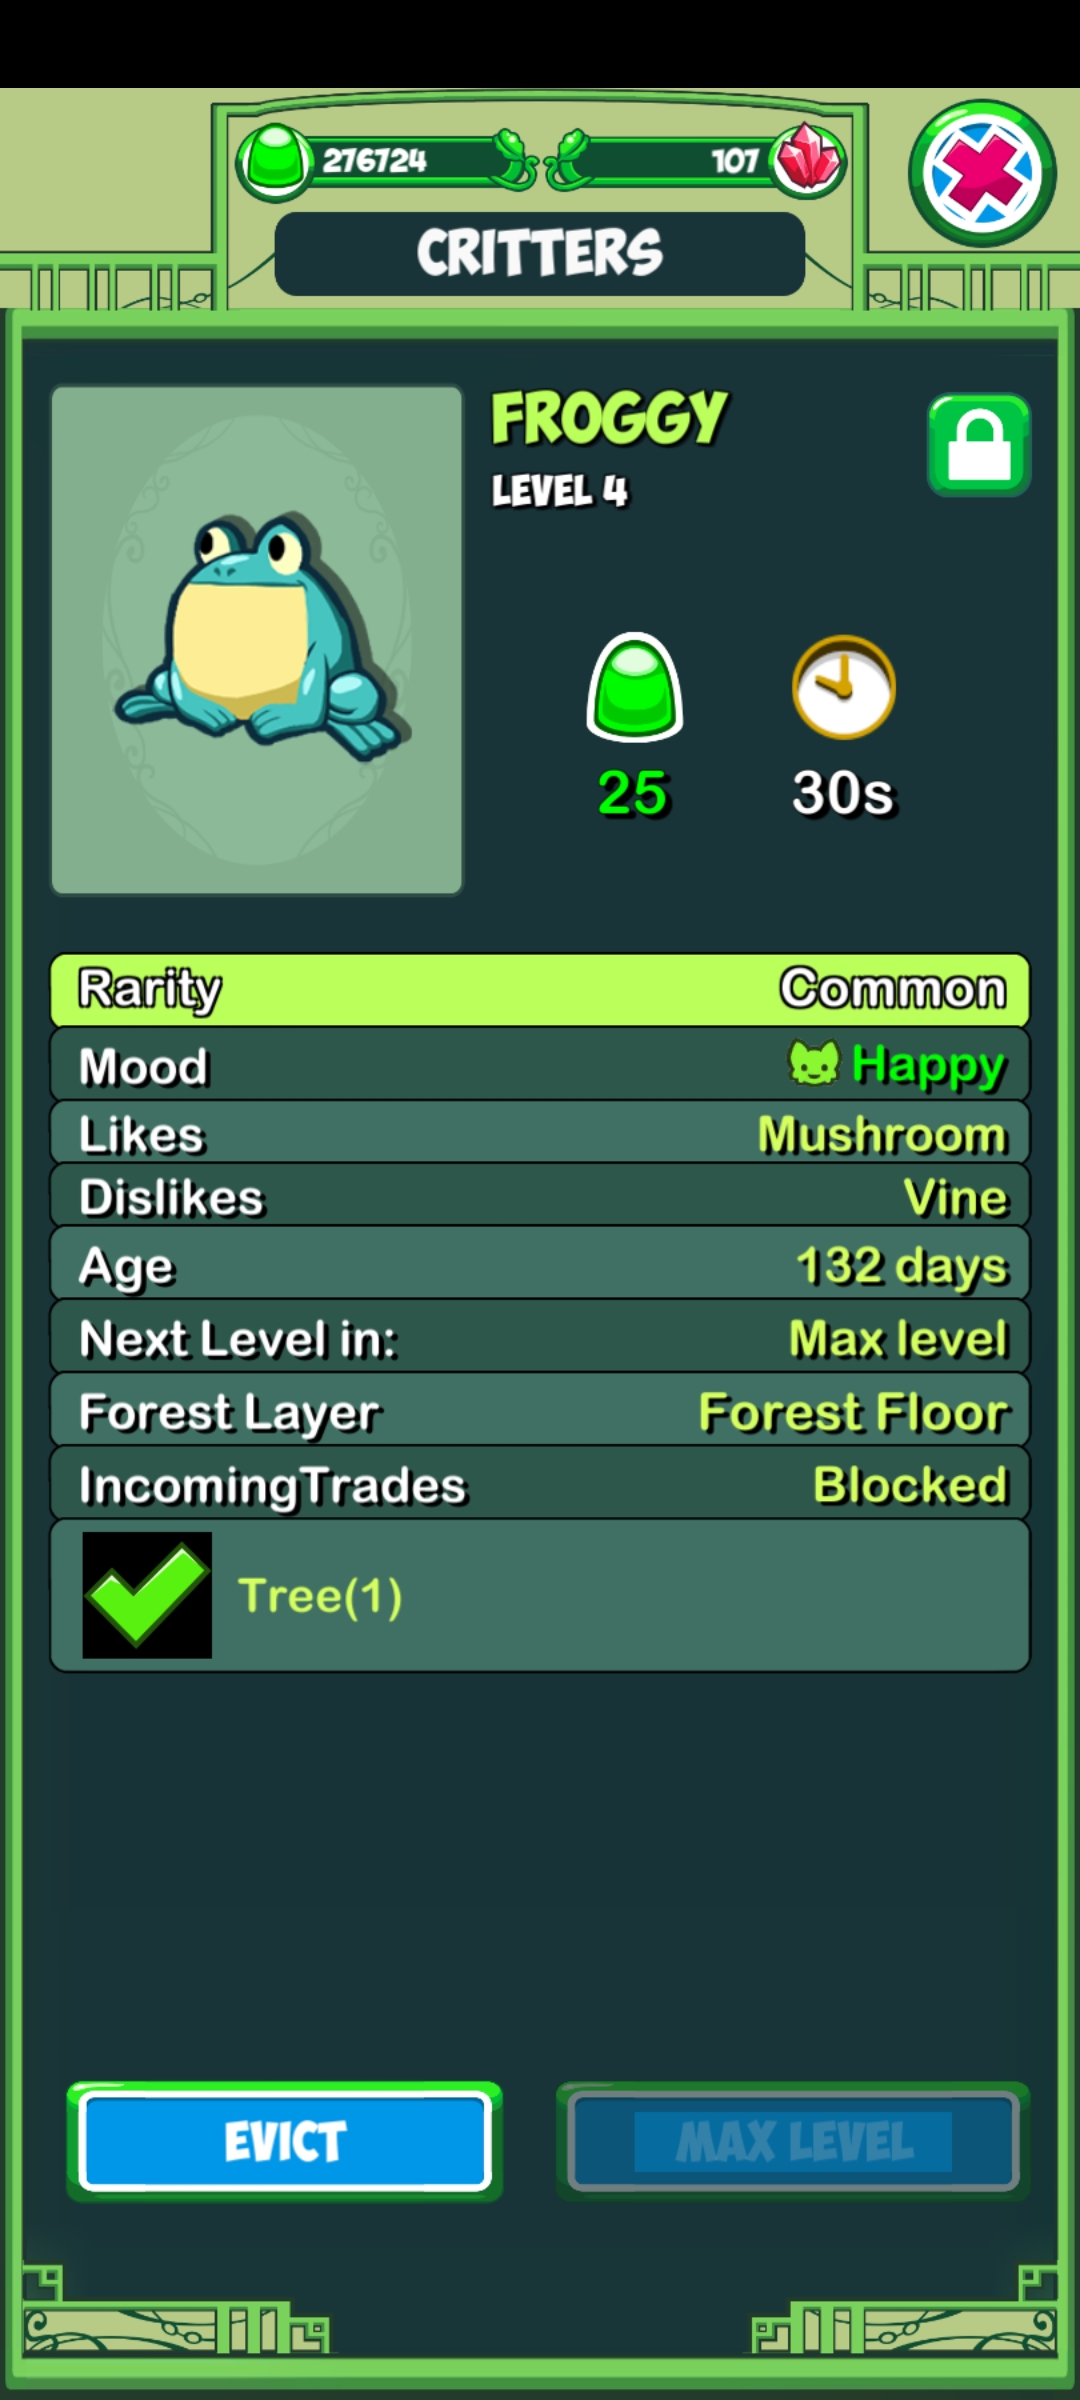 276724
107
CRITTERS
FROGGY
LEVEL 4
25
30s
Rarity Common
Mood Happy
Likes Mushroom
Dislikes Vine
Age 132 days
Next Level in: Max level
Forest Layer Forest Floor
IncomingTrades Blocked
Tree(1)
EVICT
MAX LEVEL